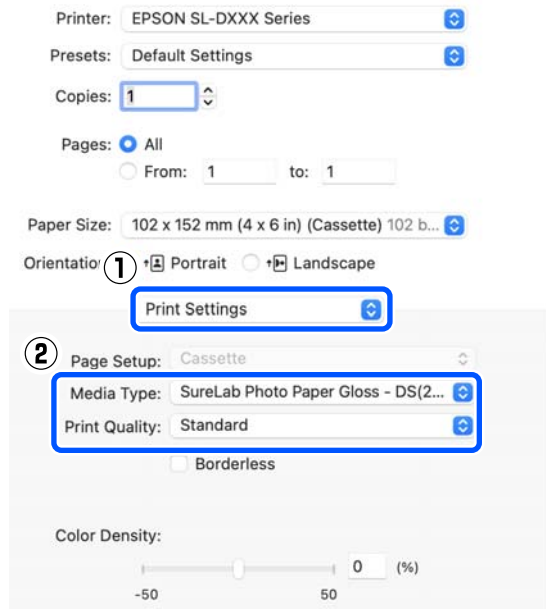 Printer: EPSON SL-DXXX Series
Presets: Default Settings
Copies: 1
Pages: All
From: 1 to: 1
Paper Size: 102 x 152 mm (4 x 6 in) (Cassette) 102 b...
Orientatio Portrait Landscape
1
Print Settings
2
Page Setup: Cassette
Media Type: SureLab Photo Paper Gloss - DS(2...
Print Quality: Standard
Borderless
Color Density:
0 (%)
-50 50